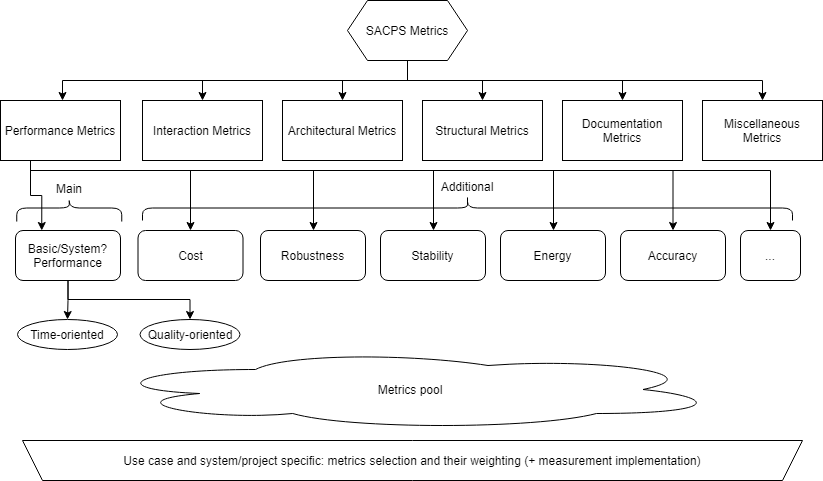 SACPS Metrics
Performance Metrics
Interaction Metrics
Architectural Metrics
Structural Metrics
Documentation
Metrics
Miscellaneous
Metrics
Main
Additional
Basic/System?
Performance
Cost
Robustness
Stability
Energy
Accuracy
...
Time-oriented
Quality-oriented
Metrics pool
Use case and system/project specific: metrics selection and their weighting (+ measurement implementation)